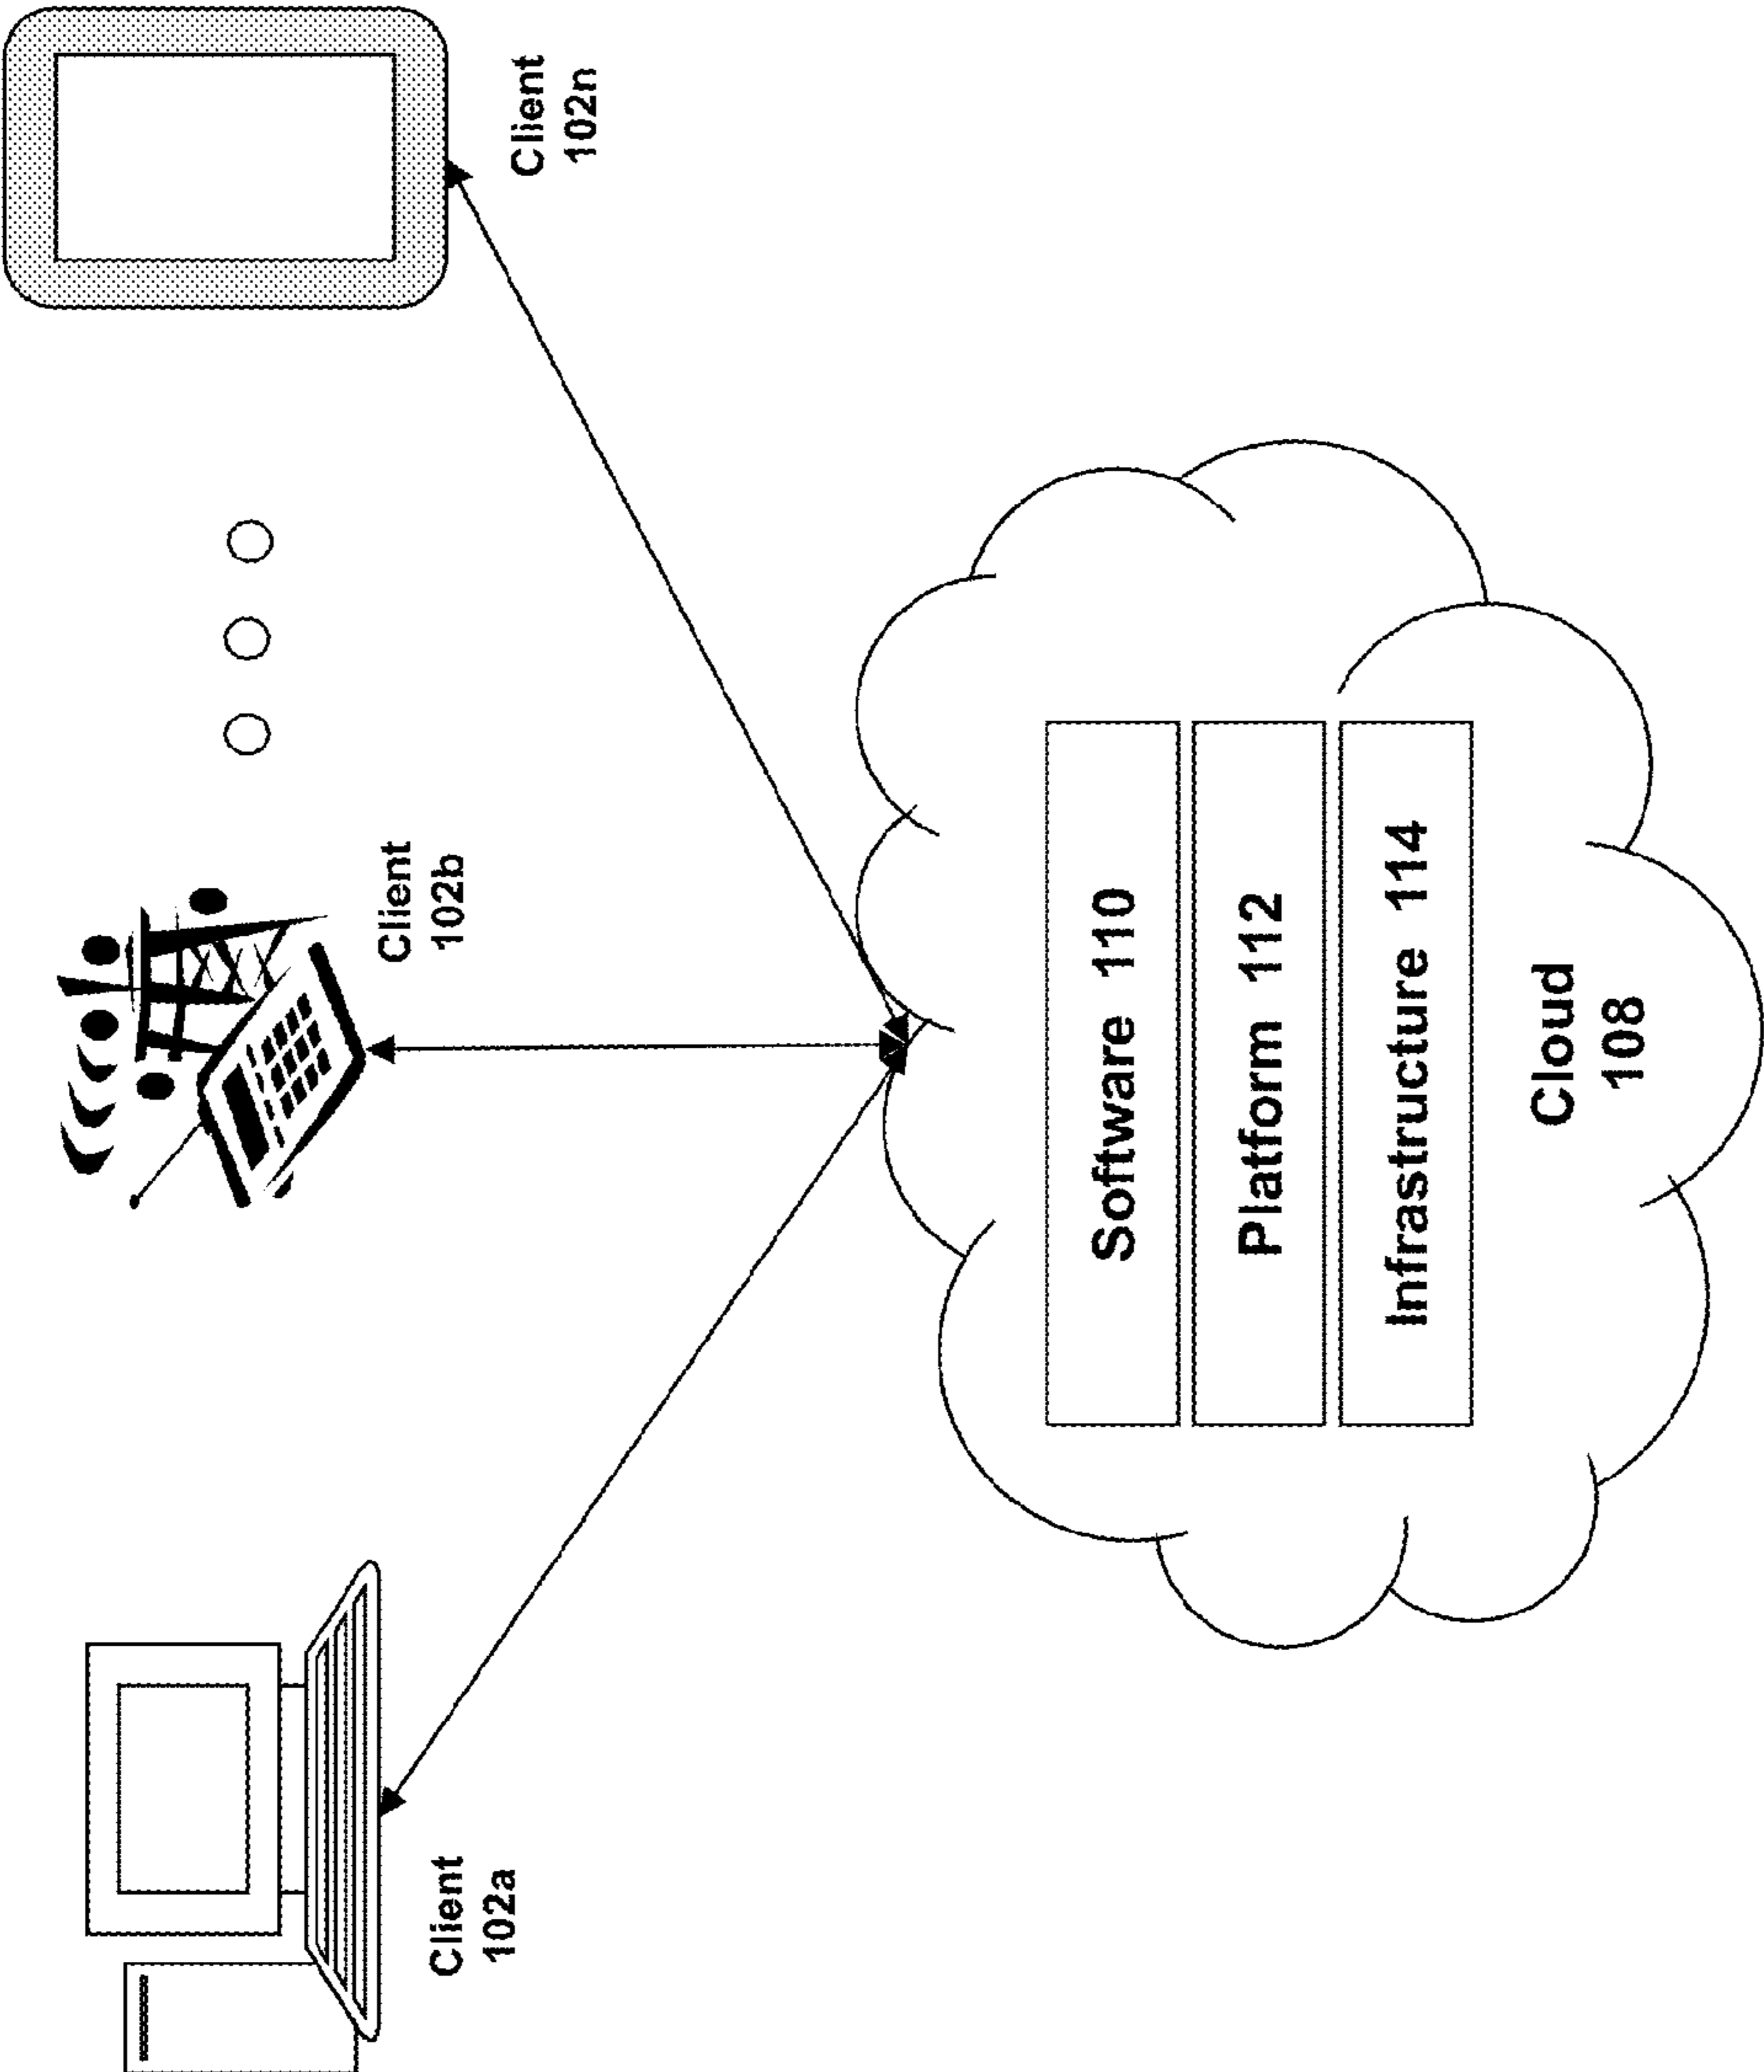 Client
102a
Client
102b
Client
102n
Software 110
Platform 112
Infrastructure 114
Cloud
108